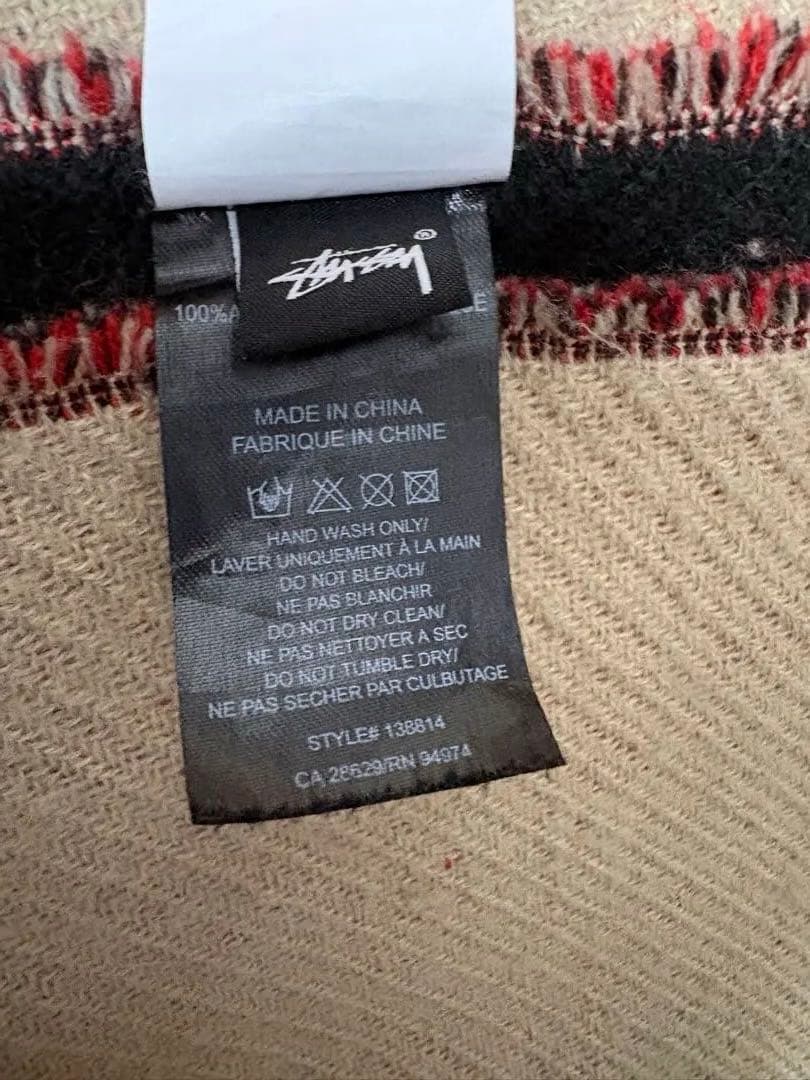 Stüssy
®
100%A
E
MADE IN CHINA
FABRIQUE IN CHINE
HAND WASH ONLY/
LAVER UNIQUEMENT À LA MAIN
DO NOT BLEACH/
NE PAS BLANCHIR
DO NOT DRY CLEAN/
NE PAS NETTOYER A SEC
DO NOT TUMBLE DRY/
NE PAS SECHER PAR CULBUTAGE
STYLE# 138814
CA 28629/RN 94974